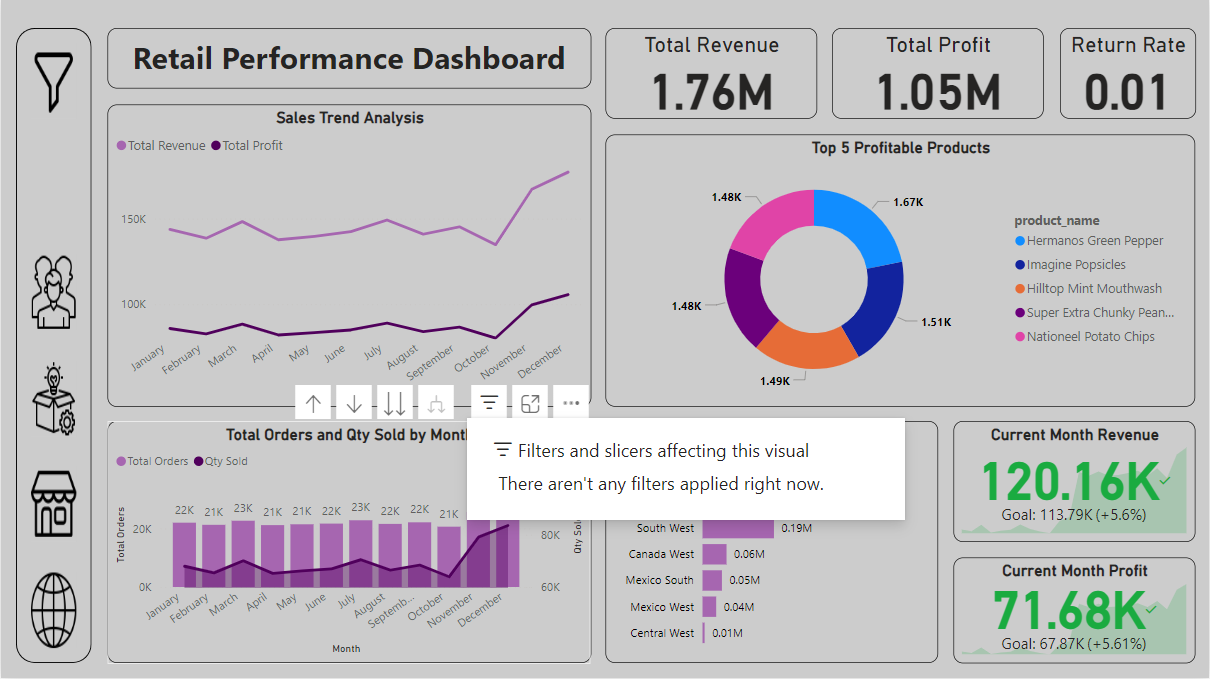 Retail Performance Dashboard
Total Revenue
1.76M
Total Profit
1.05M
Return Rate
0.01
Sales Trend Analysis
Total Revenue Total Profit
150K
100K
January
February
March
April
May
June
July
August
September
October
November
December
Top 5 Profitable Products
1.67K
1.51K
1.49K
1.48K
1.48K
product_name
Hermanos Green Pepper
Imagine Popsicles
Hilltop Mint Mouthwash
Super Extra Chunky Pean...
Nationeel Potato Chips
Filters and slicers affecting this visual
There aren't any filters applied right now.
Total Orders and Qty Sold by Mont
Total Orders Qty Sold
Total Orders
20K
0K
22K
21K
23K
21K
21K
22K
23K
22K
22K
21K
80K
60K
Qty Sol
January
February
March
April
May
June
July
August
Septemb...
October
November
December
Month
South West 0.19M
Canada West 0.06M
Mexico South 0.05M
Mexico West 0.04M
Central West 0.01M
Current Month Revenue
120.16K
Goal: 113.79K (+5.6%)
Current Month Profit
71.68K
Goal: 67.87K (+5.61%)